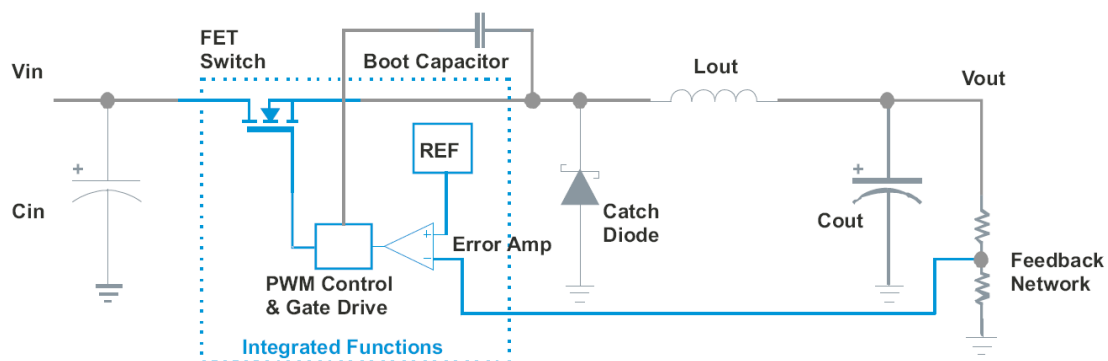 FET
Switch
Boot Capacitor
Vin
Lout
Vout
REF
+
+
Cin
Catch
Diode
Cout
Error Amp
+
−
PWM Control
& Gate Drive
Feedback
Network
Integrated Functions